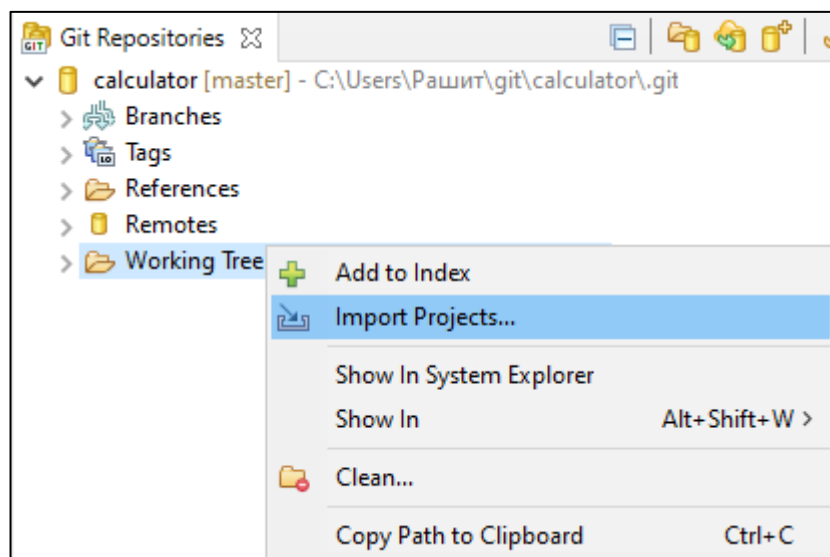 Git Repositories
calculator [master] - C:\Users\Рашит\git\calculator\.git
Branches
Tags
References
Remotes
Working Tree
Add to Index
Import Projects...
Show In System Explorer
Show In Alt+Shift+W >
Clean...
Copy Path to Clipboard Ctrl+C